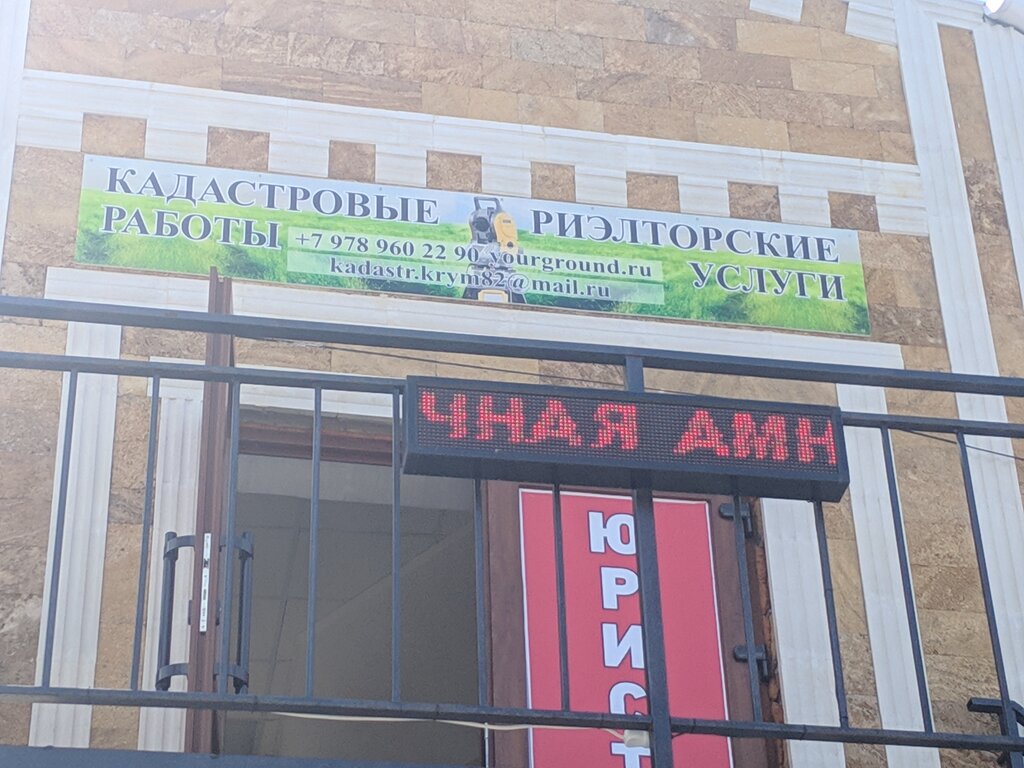 КАДАСТРОВЫЕ
РАБОТЫ
РИЭЛТОРСКИЕ
УСЛУГИ
+7 978 960 22 90 yourground.ru
kadastr.krym82@mail.ru
ЧНАЯ АМН
ЮРИСТ